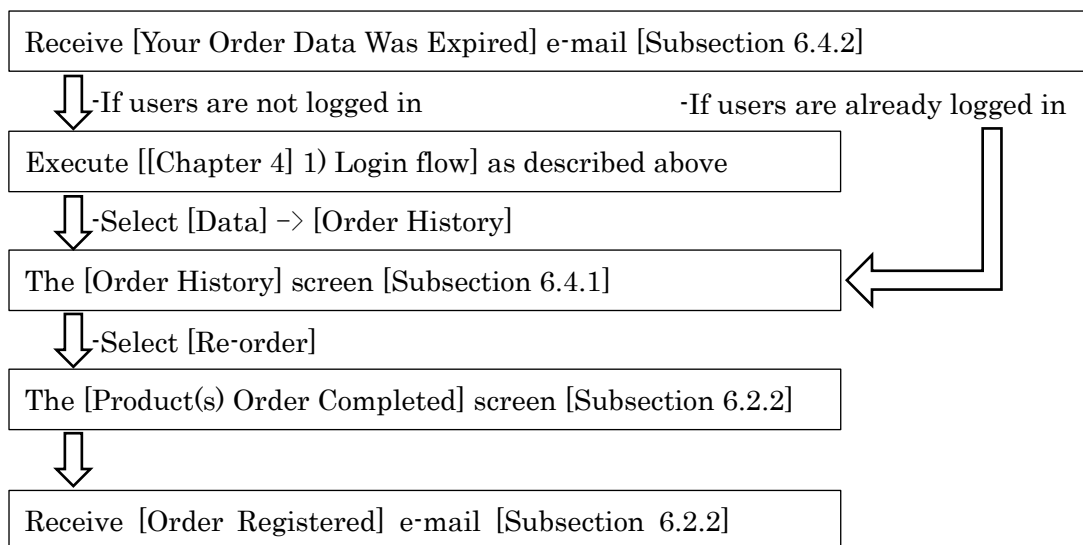 Receive [Your Order Data Was Expired] e-mail [Subsection 6.4.2]
-If users are not logged in
-If users are already logged in
Execute [[Chapter 4] 1) Login flow] as described above
-Select [Data] -> [Order History]
The [Order History] screen [Subsection 6.4.1]
-Select [Re-order]
The [Product(s) Order Completed] screen [Subsection 6.2.2]
Receive [Order Registered] e-mail [Subsection 6.2.2]